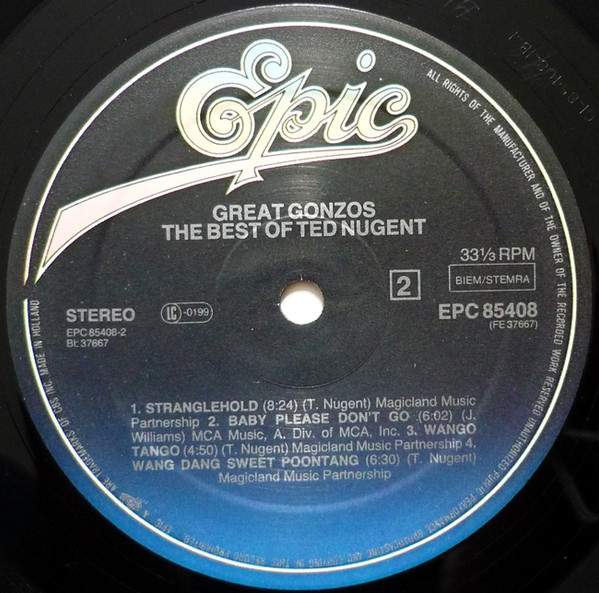 Epic
GREAT GONZOS
THE BEST OF TED NUGENT
33⅓ RPM
BIEM/STEMRA
2
EPC 85408
(FE 37667)
STEREO
LC-0199
EPC 85408-2
BL 37667
1. STRANGLEHOLD (8:24) (T. Nugent) Magicland Music
Partnership 2. BABY PLEASE DON'T GO (6:02) (J.
Williams) MCA Music, A. Div. of MCA, Inc. 3. WANGO
TANGO (4:50) (T. Nugent) Magicland Music Partnership 4.
WANG DANG SWEET POONTANG (6:30) (T. Nugent)
Magicland Music Partnership
ALL RIGHTS OF THE MANUFACTURER AND OF THE OWNER OF THE RECORDED WORK RESERVED UNAUTHORIZED PUBLIC PERFORMANCE BROADCASTING AND COPYING OF THIS RECORD PROHIBITED
ARE TRADEMARKS OF CBS INC. MADE IN HOLLAND